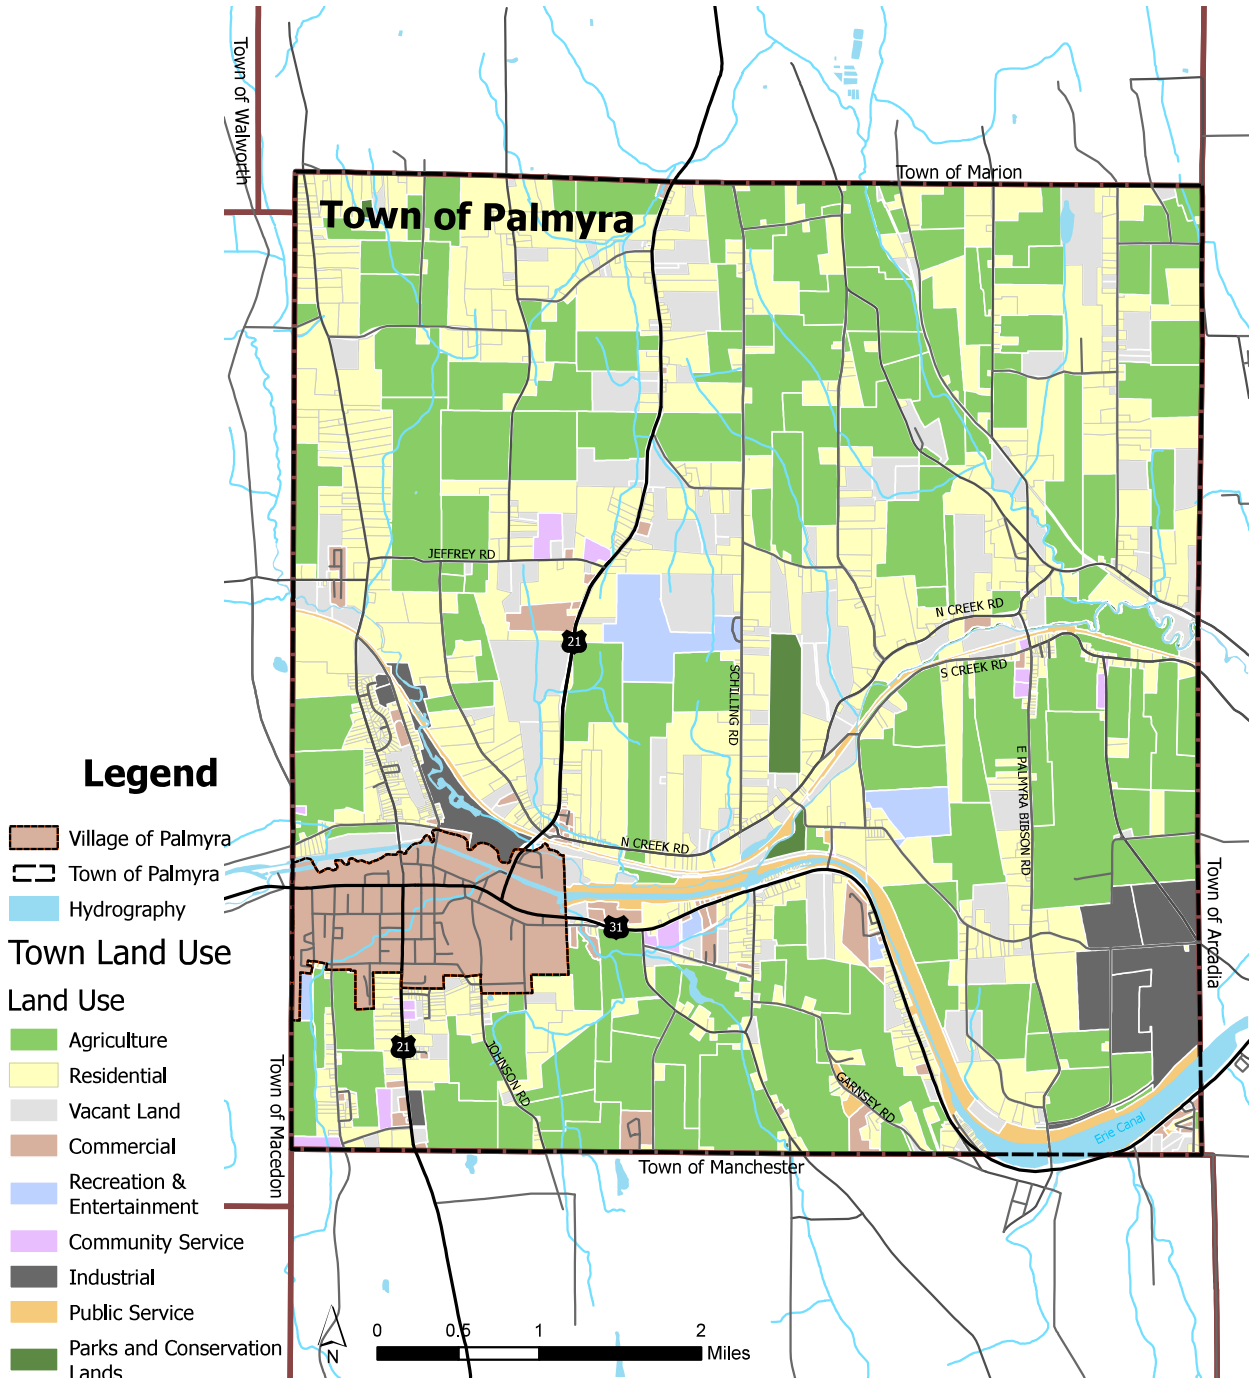 Town of Walworth
Town of Marion
Town of Palmyra
JEFFREY RD
N CREEK RD
21
S CREEK RD
SCHILLING RD
E PALMYRA BIBSON RD
Legend
Village of Palmyra
Town of Palmyra
Hydrography
N CREEK RD
Town of Arcadia
31
Town Land Use
Land Use
Agriculture
Residential
Vacant Land
Commercial
Recreation &
Entertainment
Community Service
Industrial
Public Service
Parks and Conservation
Lands
21
JOHNSON RD
GARNSEY RD
Erie Canal
Town of Macedon
Town of Manchester
N
0 0.5 1 2
Miles